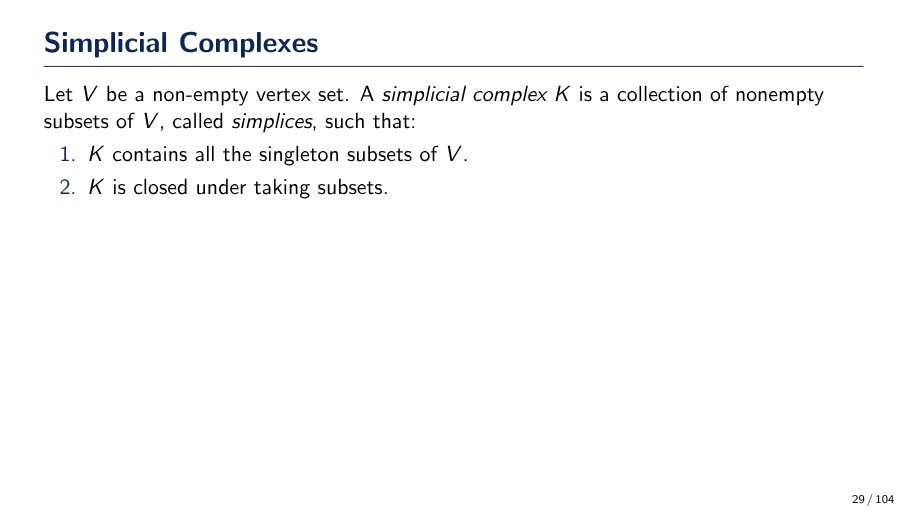 Simplicial Complexes
Let V be a non-empty vertex set. A simplicial complex K is a collection of nonempty
subsets of V, called simplices, such that:
1. K contains all the singleton subsets of V.
2. K is closed under taking subsets.
29 / 104